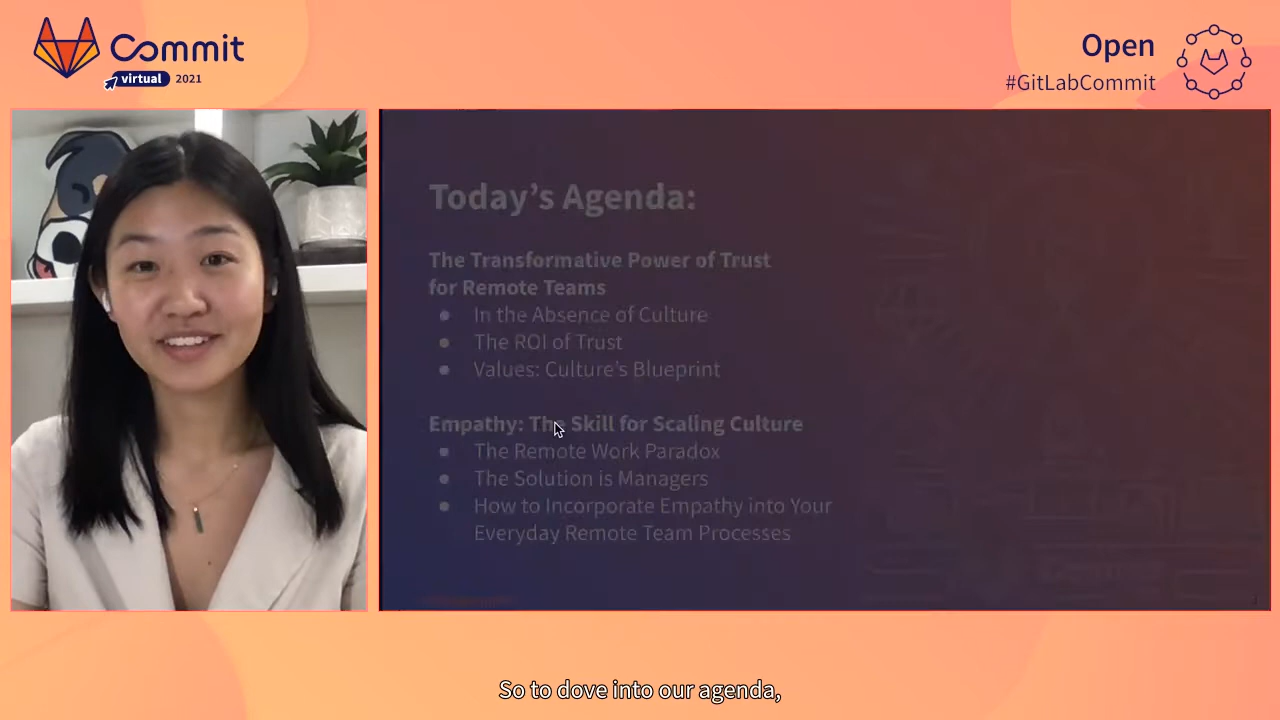 Commit
virtual 2021
Open
#GitLabCommit
Today’s Agenda:
The Transformative Power of Trust
for Remote Teams
● In the Absence of Culture
● The ROI of Trust
● Values: Culture’s Blueprint
Empathy: The Skill for Scaling Culture
● The Remote Work Paradox
● The Solution is Managers
● How to Incorporate Empathy into Your
Everyday Remote Team Processes
So to dove into our agenda,